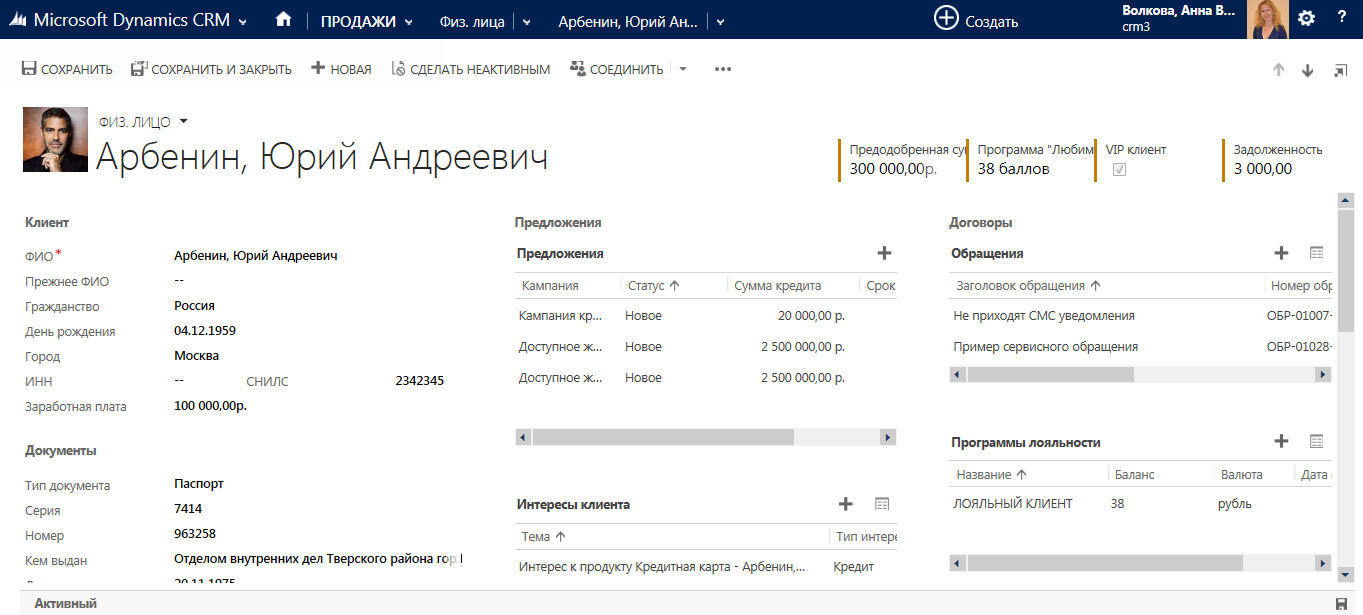 Microsoft Dynamics CRM
ПРОДАЖИ
Физ. лица
Арбенин, Юрий Ан...
Создать
Волкова, Анна В...
crm3
?
СОХРАНИТЬ
СОХРАНИТЬ И ЗАКРЫТЬ
НОВАЯ
СДЕЛАТЬ НЕАКТИВНЫМ
СОЕДИНИТЬ
ФИЗ. ЛИЦО
Арбенин, Юрий Андреевич
Предодобренная су
300 000,00р.
Программа "Любим
38 баллов
VIP клиент
Задолженность
3 000,00
Клиент
ФИО* Арбенин, Юрий Андреевич
Прежнее ФИО --
Гражданство Россия
День рождения 04.12.1959
Город Москва
ИНН -- СНИЛС 2342345
Заработная плата 100 000,00р.
Документы
Тип документа Паспорт
Серия 7414
Номер 963258
Кем выдан Отделом внутренних дел Тверского района гор.
20.11.1975
Предложения
Предложения
Кампания Статус Сумма кредита Срок
Кампания кр... Новое 20 000,00 р.
Доступное ж... Новое 2 500 000,00 р.
Доступное ж... Новое 2 500 000,00 р.
Интересы клиента
Тема Тип интере
Интерес к продукту Кредитная карта - Арбенин,... Кредит
Договоры
Обращения
Заголовок обращения Номер обр
Не приходят СМС уведомления ОБР-01007-
Пример сервисного обращения ОБР-01028-
Программы лояльности
Название Баланс Валюта Дата
ЛОЯЛЬНЫЙ КЛИЕНТ 38 рубль
Активный